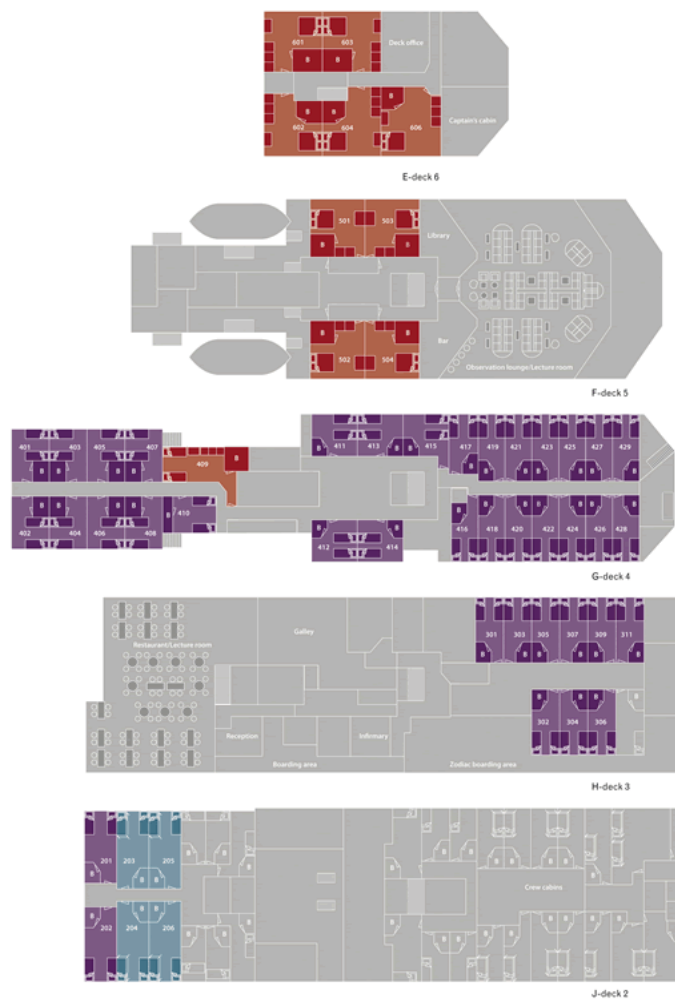 601 603 Deck office
B B
B B B
602 604 606 Captain's cabin
E-deck 6
501 503 Library
B B
B B Bar
502 504 Observation lounge/Lecture room
F-deck 5
401 403 405 407 411 413 415 417 419 421 423 425 427 429
B B B B 409 B B B B B B B B B B B
B B B B B 410 B B B B B B B B B
402 404 406 408 412 414 416 418 420 422 424 426 428
G-deck 4
Restaurant/Lecture room Galley 301 303 305 307 309 311
B B B B B B
B B B
302 304 306
Reception Infirmary
Boarding area Zodiac boarding area
H-deck 3
201 203 205
B B B B B B B B B B B B
Crew cabins
B B B B B B B B B B B B
202 204 206
J-deck 2